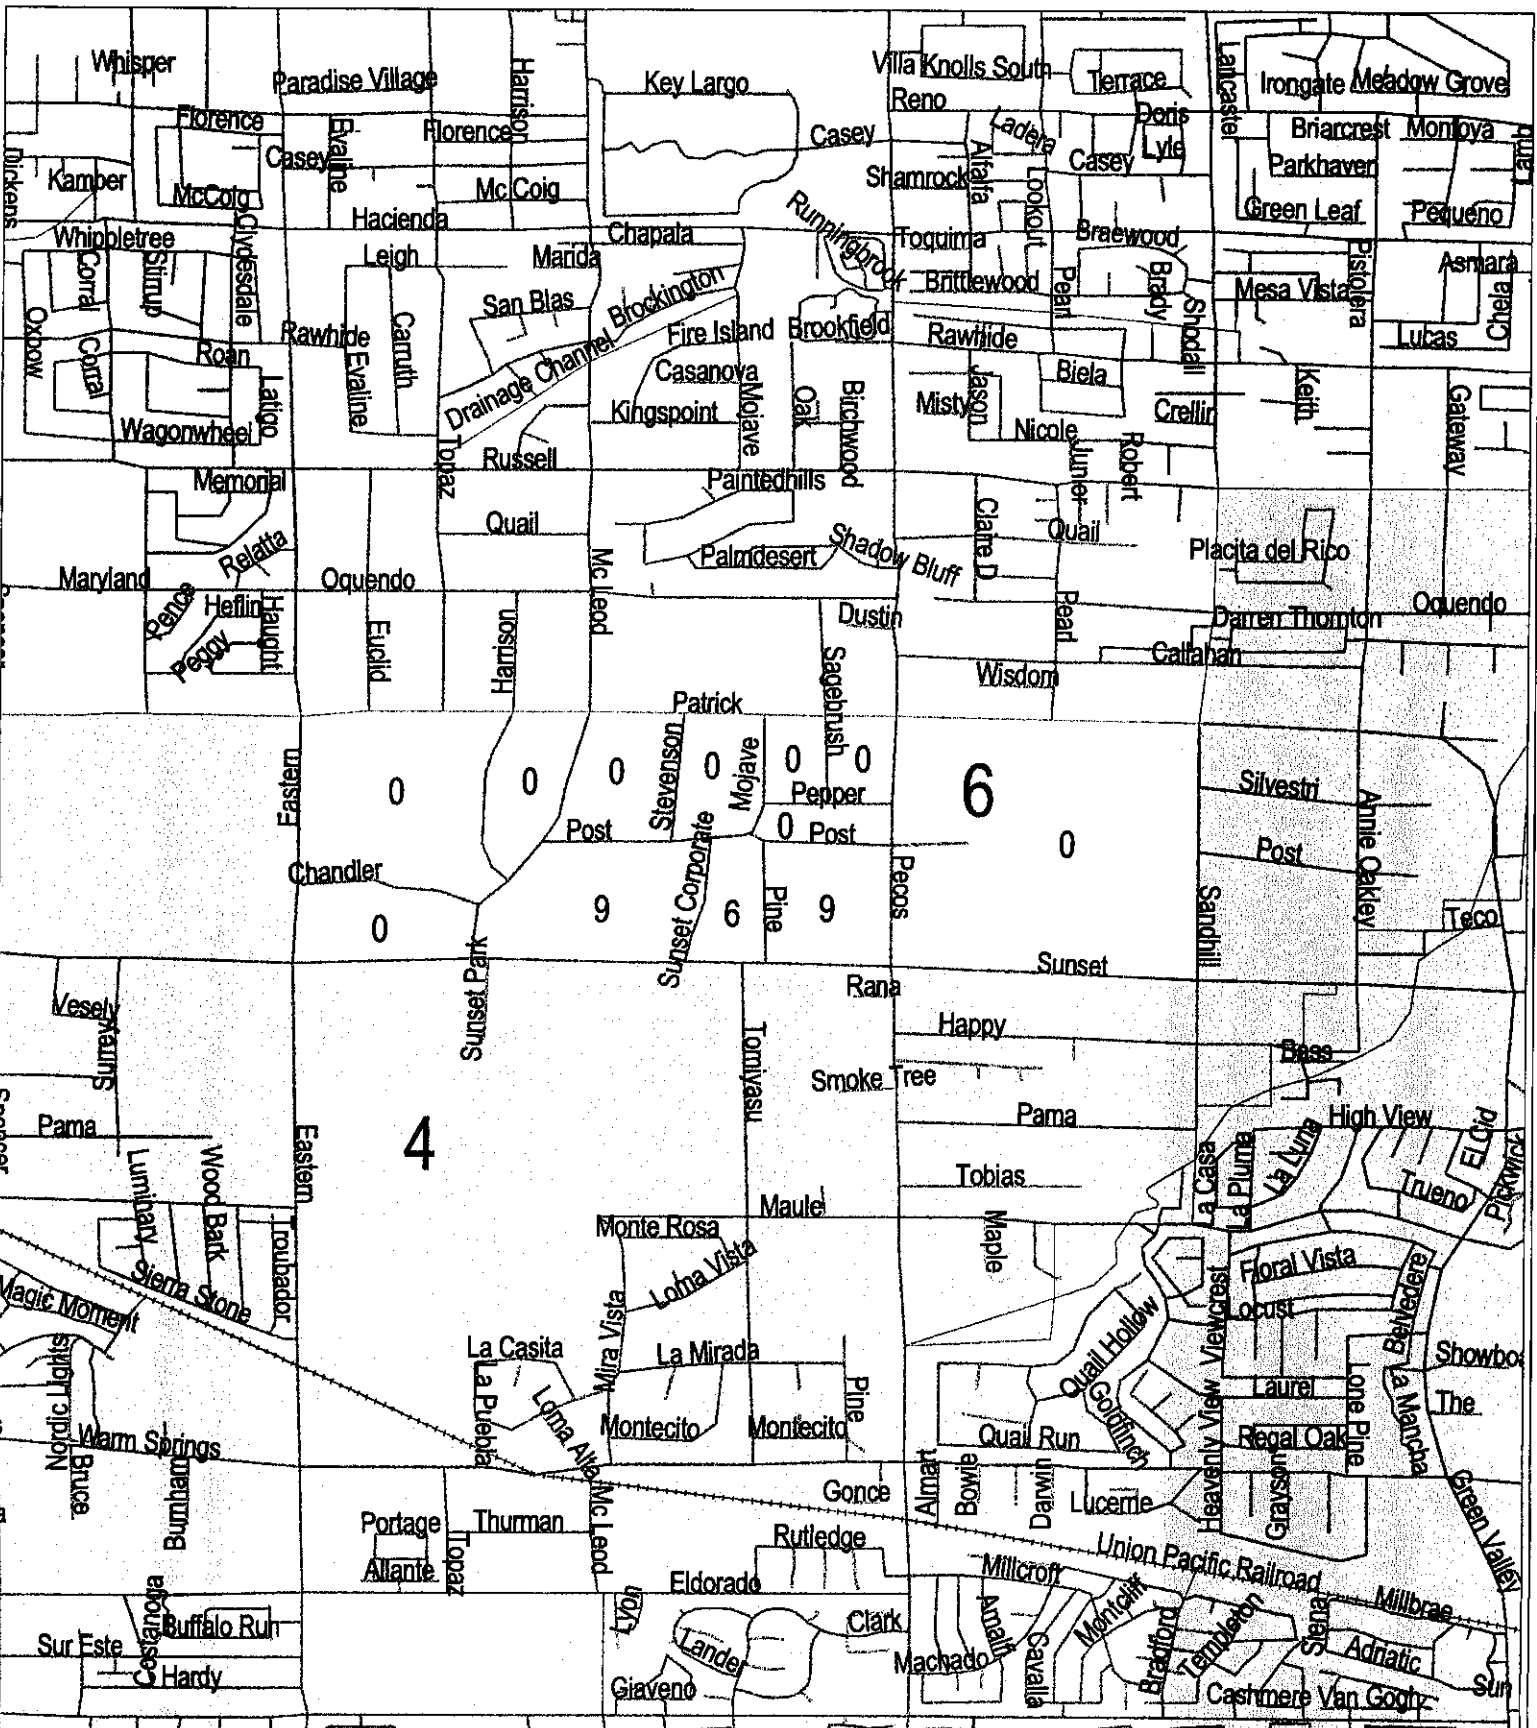 Whisper
Paradise Village
Harrison
Key Largo
Villa Knolls South
Terrace
Lancaster
Irongate
Meadow Grove
Reno
Florence
Evaline
Florence
Casey
Casey
Ladera
Doris
Lyle
Casey
Briarcrest
Montoya
Parkhaven
Lamb
Dickens
Kamber
McCoig
Mc Coig
Shamrock
Alfalfa
Lookout
Green Leaf
Pequeno
Hacienda
Clydesdale
Runningbrook
Whippletree
Chapala
Toquima
Braewood
Corral
Stirrup
Leigh
Marida
Brittlewood
Pearl
Brady
Pistolera
Asmara
Mesa Vista
Chela
San Blas
Brockington
Oxbow
Rawhide
Carruth
Fire Island
Brookfield
Rawhide
Shodall
Lucas
Corral
Roan
Evaline
Drainage Channel
Casanova
Biela
Latigo
Kingspoint
Mojave
Oak
Birchwood
Misty
Jason
Crellin
Keith
Gateway
Wagonwheel
Nicole
Topaz
Russell
Junior
Robert
Memorial
Paintedhills
Quail
Claire D
Quail
Relatta
Palmdesert
Shadow Bluff
Placita del Rico
Maryland
Oquendo
Mc Leod
Pence
Heflin
Haught
Dustin
Pearl
Darren Thornton
Oquendo
Peggy
Euclid
Harrison
Sagebrush
Wisdom
Callahan
Patrick
Eastern
0
0
0
Stevenson
0
Mojave
0
0
Pepper
6
Silvestri
Post
0
Post
0
Post
Annie Oakley
Chandler
Sunset Corporate
Pecos
0
9
6
Pine
9
Sandhill
Teco
Sunset Park
Sunset
Vesely
Surrey
Rana
Happy
Tomiyasu
Bass
Smoke Tree
Pama
4
Pama
High View
Eastern
Luminary
Wood Bark
Tobias
a Casa
La Pluma
La Luna
El Cid
Trueno
Pickwick
Maule
Monte Rosa
Loma Vista
Maple
Troubador
Sierra Stone
Floral Vista
Magic Moment
Mira Vista
Quail Hollow
Viewcrest
Locust
Belvedere
La Casita
La Mirada
Showbo
Nordic Lights
La Puebla
Loma Alta
Pine
Goldfinch
Laurel
Lone Pine
La Mancha
The
Warm Springs
Montecito
Montecito
Quail Run
Heavenly View
Regal Oak
Bruce
Burnham
Mc Leod
Gonce
Almart
Bowie
Darwin
Lucerne
Grayson
Green Valley
Portage
Thurman
Topaz
Rutledge
Union Pacific Railroad
Allante
Eldorado
Millcroft
Millbrae
Costanoa
Buffalo Run
Lyon
Clark
Amalfi
Montcliff
Bradford
Templeton
Siena
Sur Este
Lander
Machado
Cavalla
Adriatic
Hardy
Giaveno
Cashmere
Van Gogh
Sun